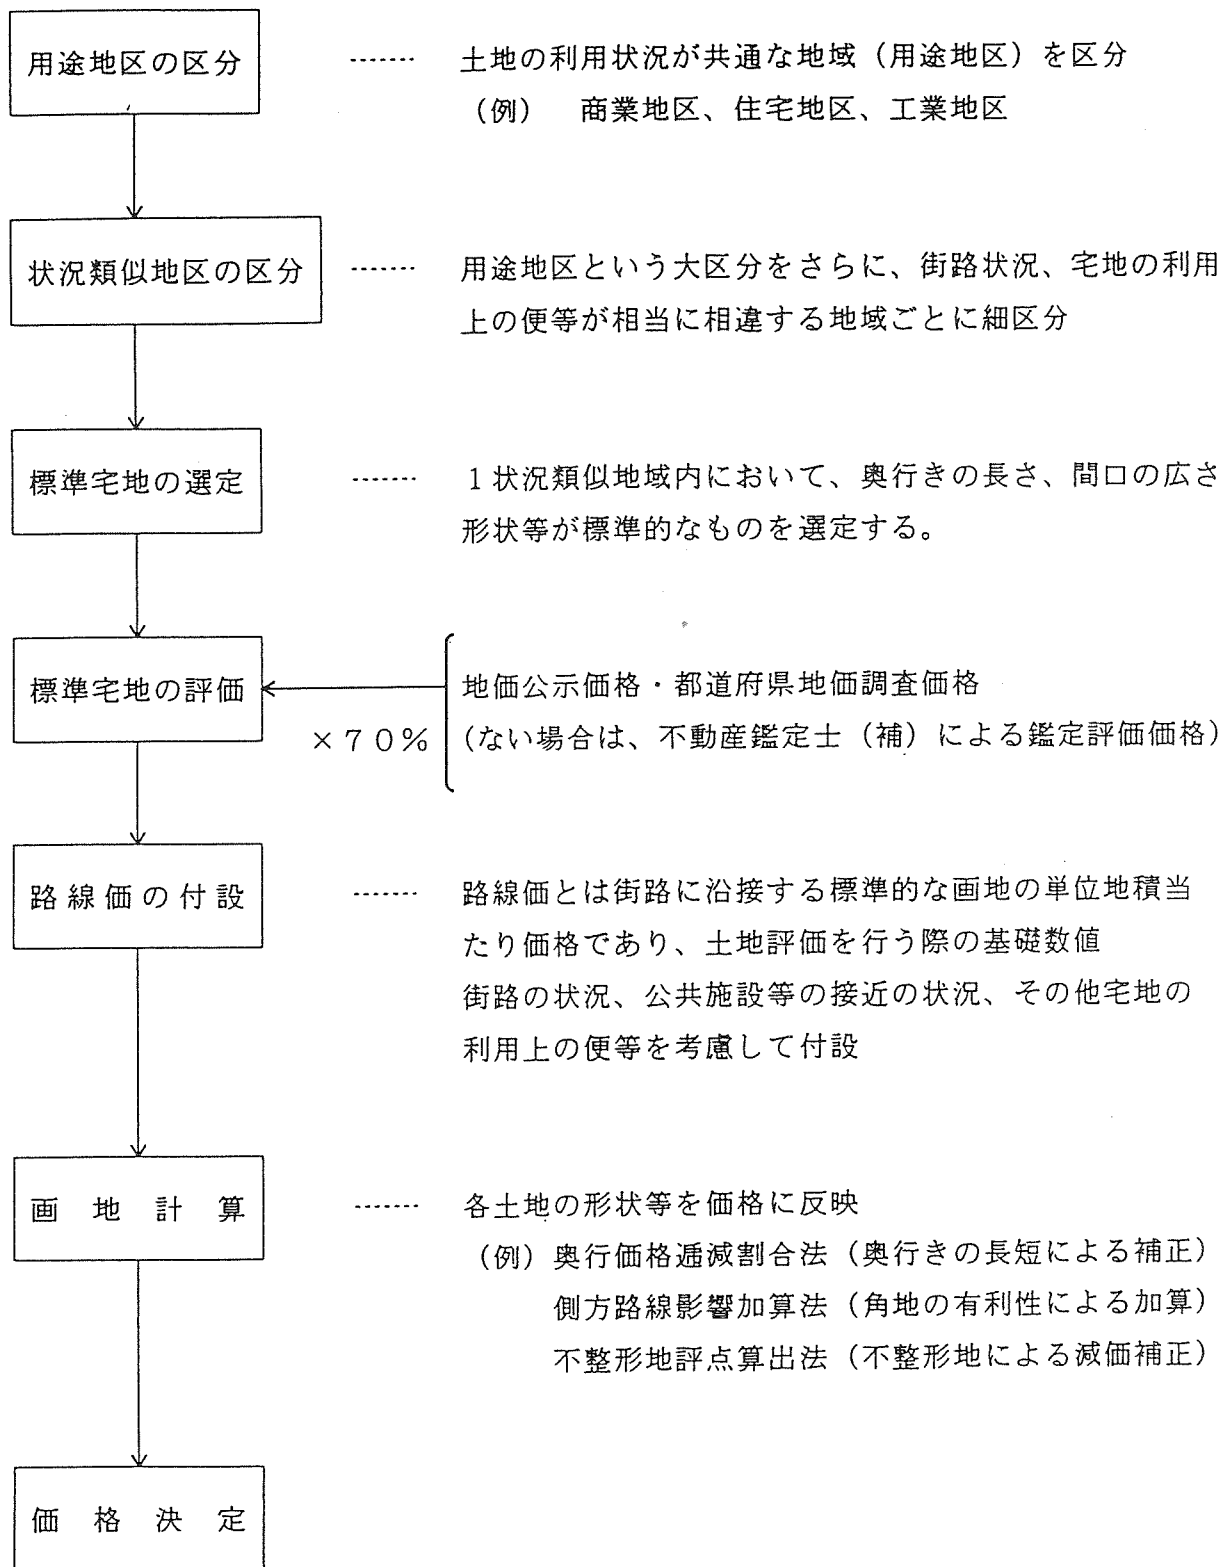 用途地区の区分 ……… 土地の利用状況が共通な地域（用途地区）を区分
（例）　商業地区、住宅地区、工業地区
状況類似地区の区分 ……… 用途地区という大区分をさらに、街路状況、宅地の利用
上の便等が相当に相違する地域ごとに細区分
標準宅地の選定 ……… １状況類似地域内において、奥行きの長さ、間口の広さ
形状等が標準的なものを選定する。
標準宅地の評価 地価公示価格・都道府県地価調査価格
×７０％ （ない場合は、不動産鑑定士（補）による鑑定評価価格）
路線価の付設 ……… 路線価とは街路に沿接する標準的な画地の単位地積当
たり価格であり、土地評価を行う際の基礎数値
街路の状況、公共施設等の接近の状況、その他宅地の
利用上の便等を考慮して付設
画地計算 ……… 各土地の形状等を価格に反映
（例）奥行価格逓減割合法（奥行きの長短による補正）
側方路線影響加算法（角地の有利性による加算）
不整形地評点算出法（不整形地による減価補正）
価格決定